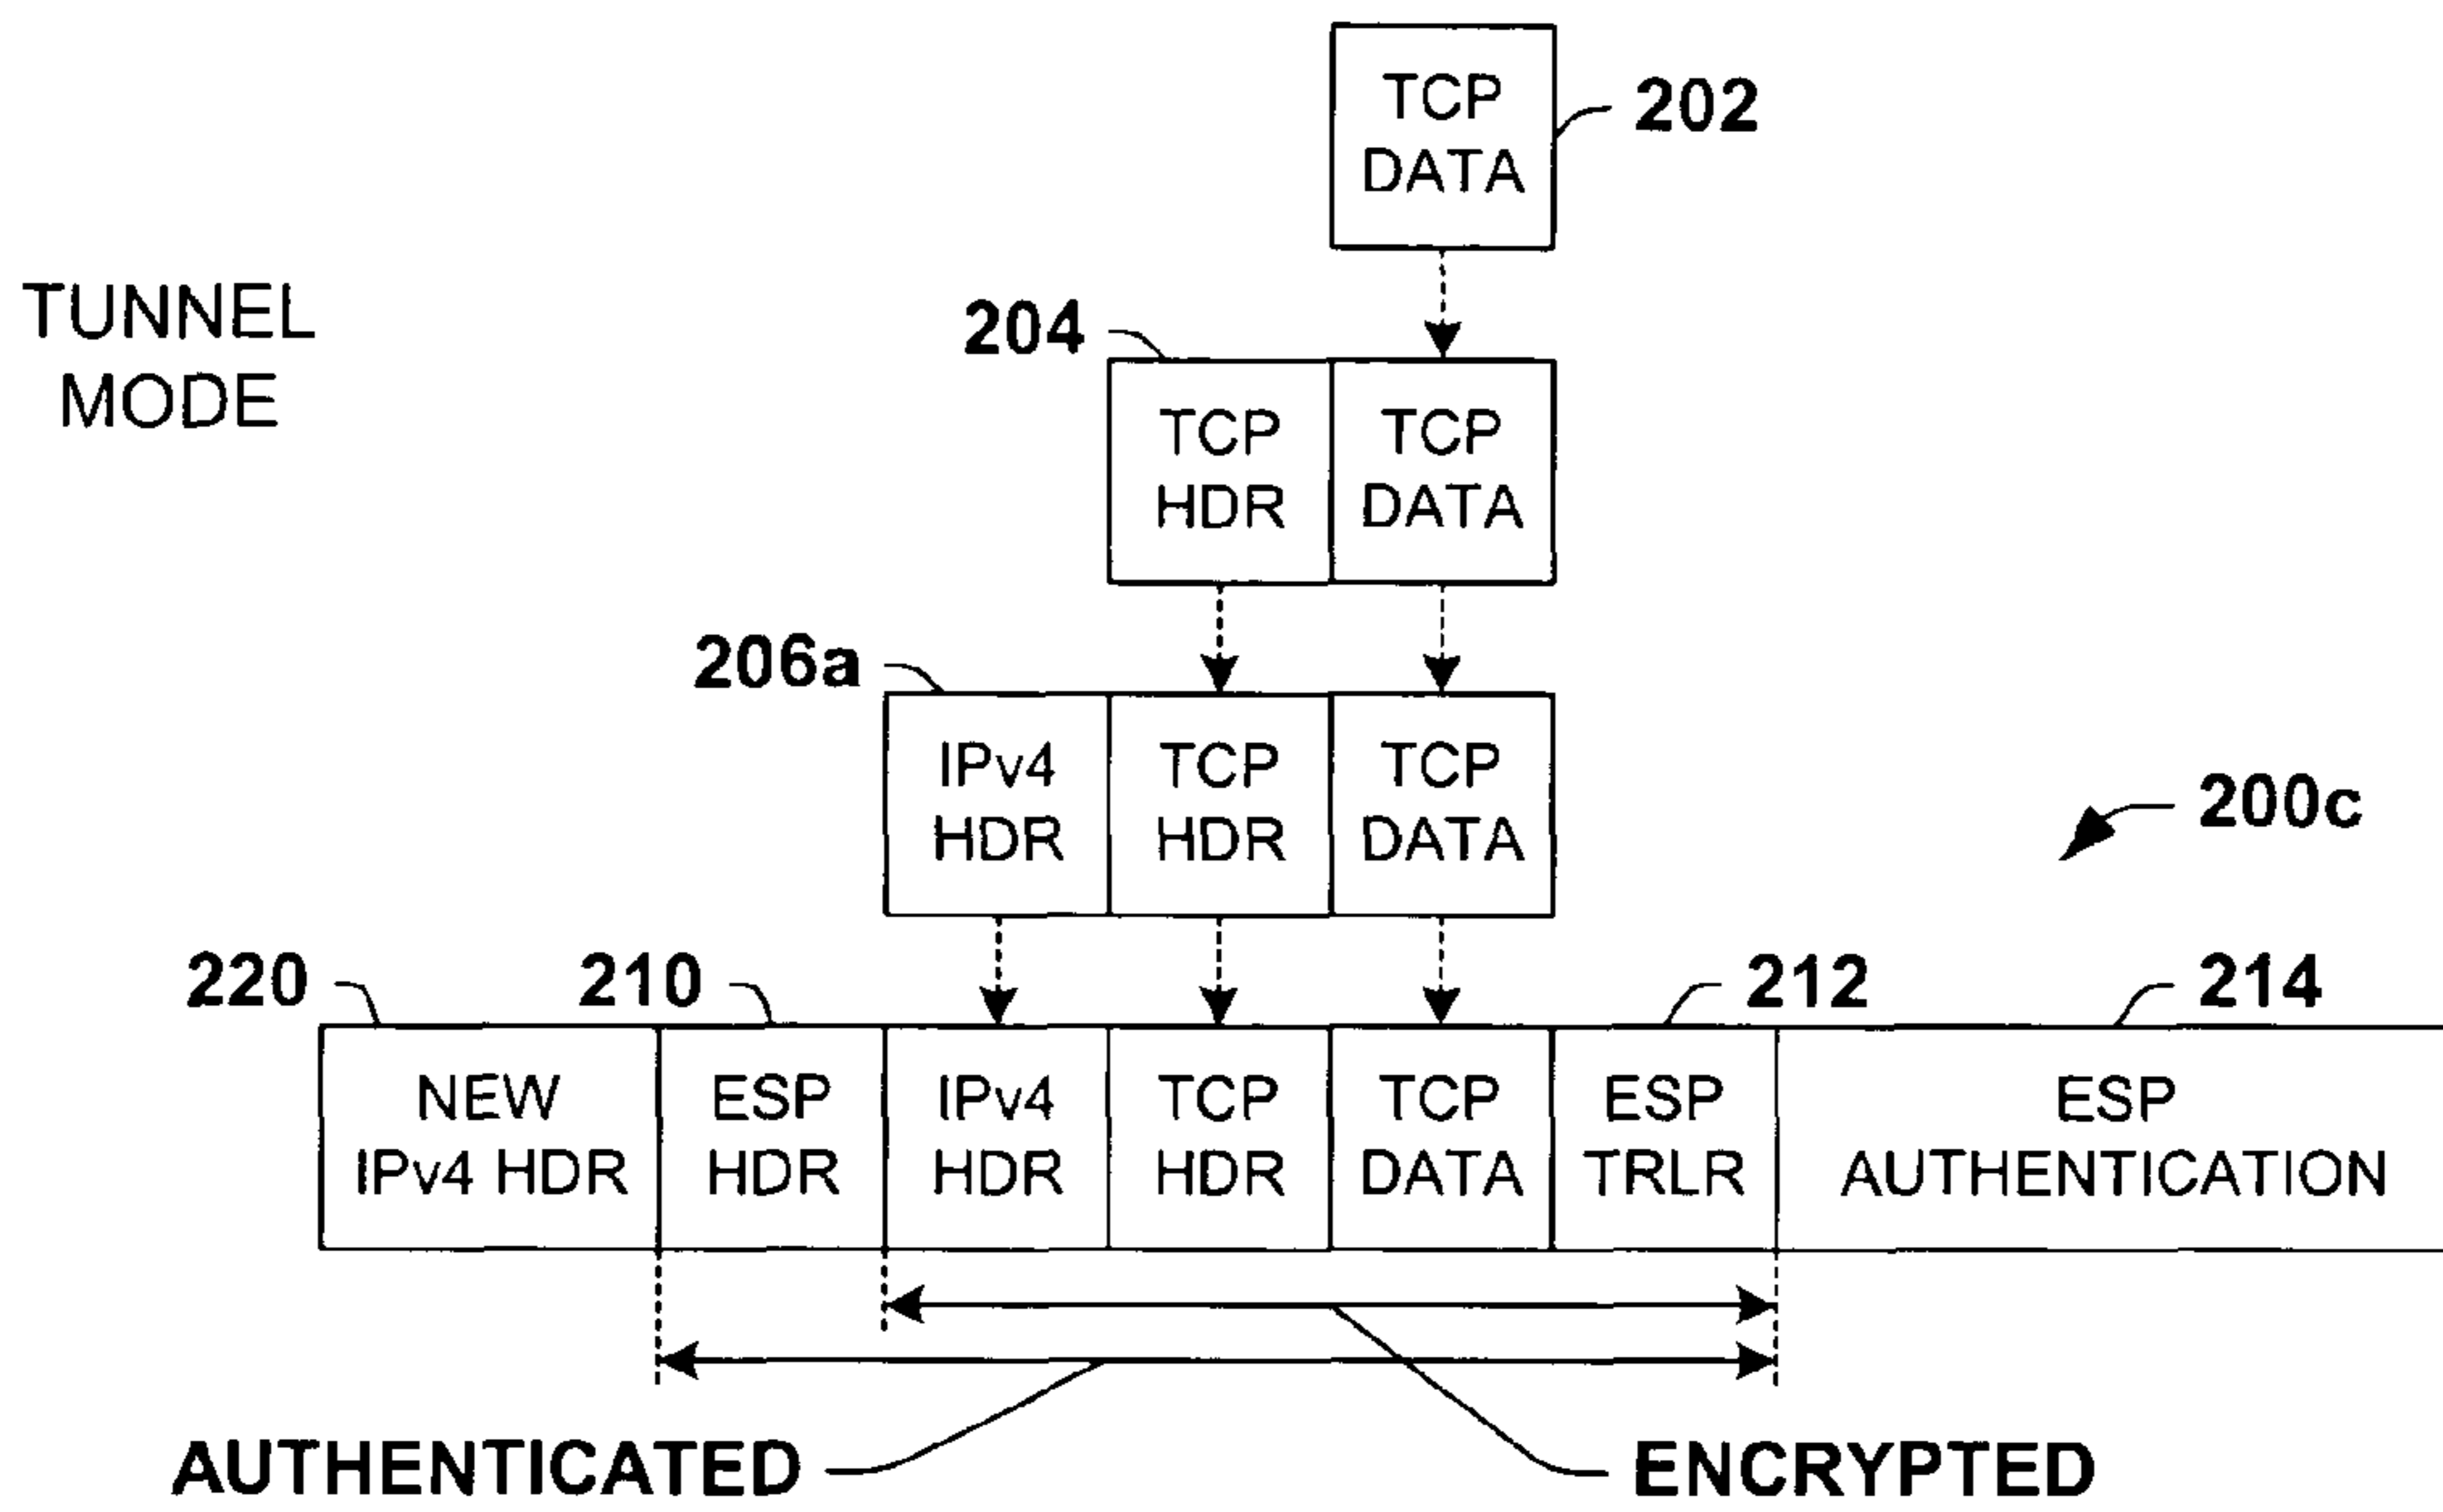 TCP
DATA
202
TUNNEL
MODE
204
TCP
HDR
TCP
DATA
206a
IPv4
HDR
TCP
HDR
TCP
DATA
200c
220
210
212
214
NEW
IPv4 HDR
ESP
HDR
IPv4
HDR
TCP
HDR
TCP
DATA
ESP
TRLR
ESP
AUTHENTICATION
AUTHENTICATED
ENCRYPTED